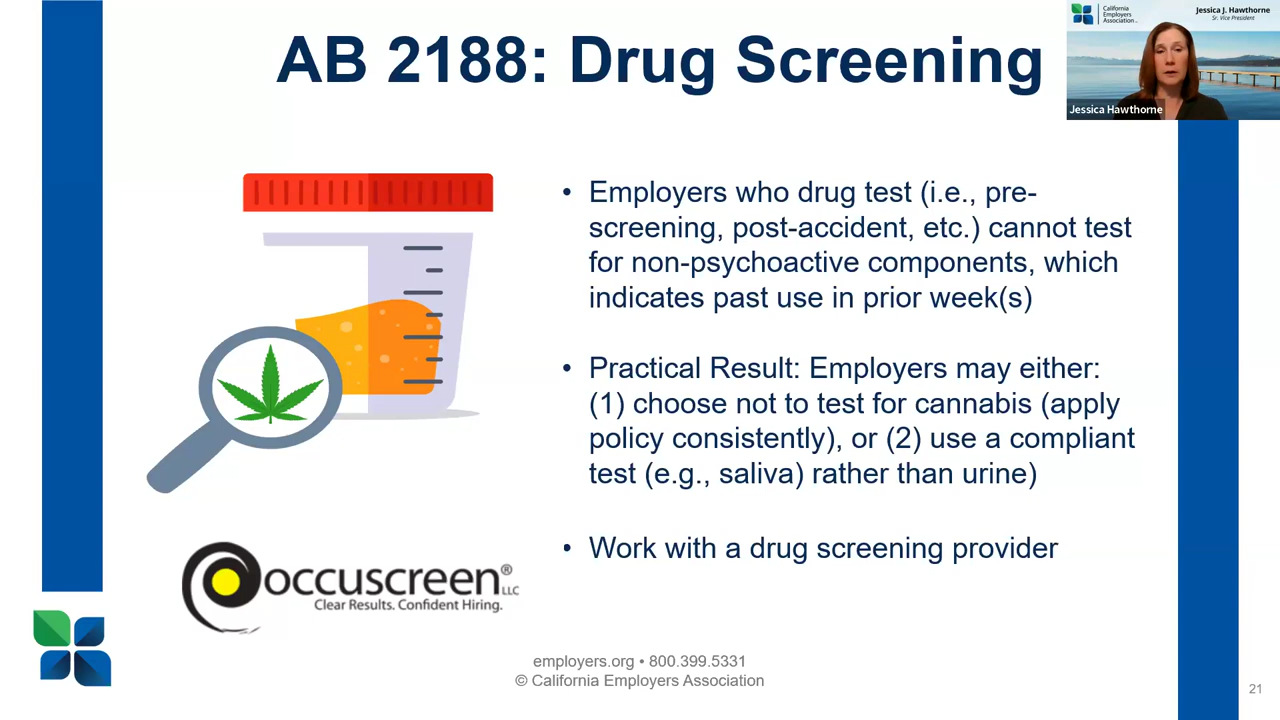 AB 2188: Drug Screening
California
Employers
Association
Jessica J. Hawthorne
Sr. Vice President
Jessica Hawthorne
• Employers who drug test (i.e., pre-
screening, post-accident, etc.) cannot test
for non-psychoactive components, which
indicates past use in prior week(s)
• Practical Result: Employers may either:
(1) choose not to test for cannabis (apply
policy consistently), or (2) use a compliant
test (e.g., saliva) rather than urine)
• Work with a drug screening provider
occuscreen® LLC
Clear Results. Confident Hiring.
employers.org • 800.399.5331
© California Employers Association
21